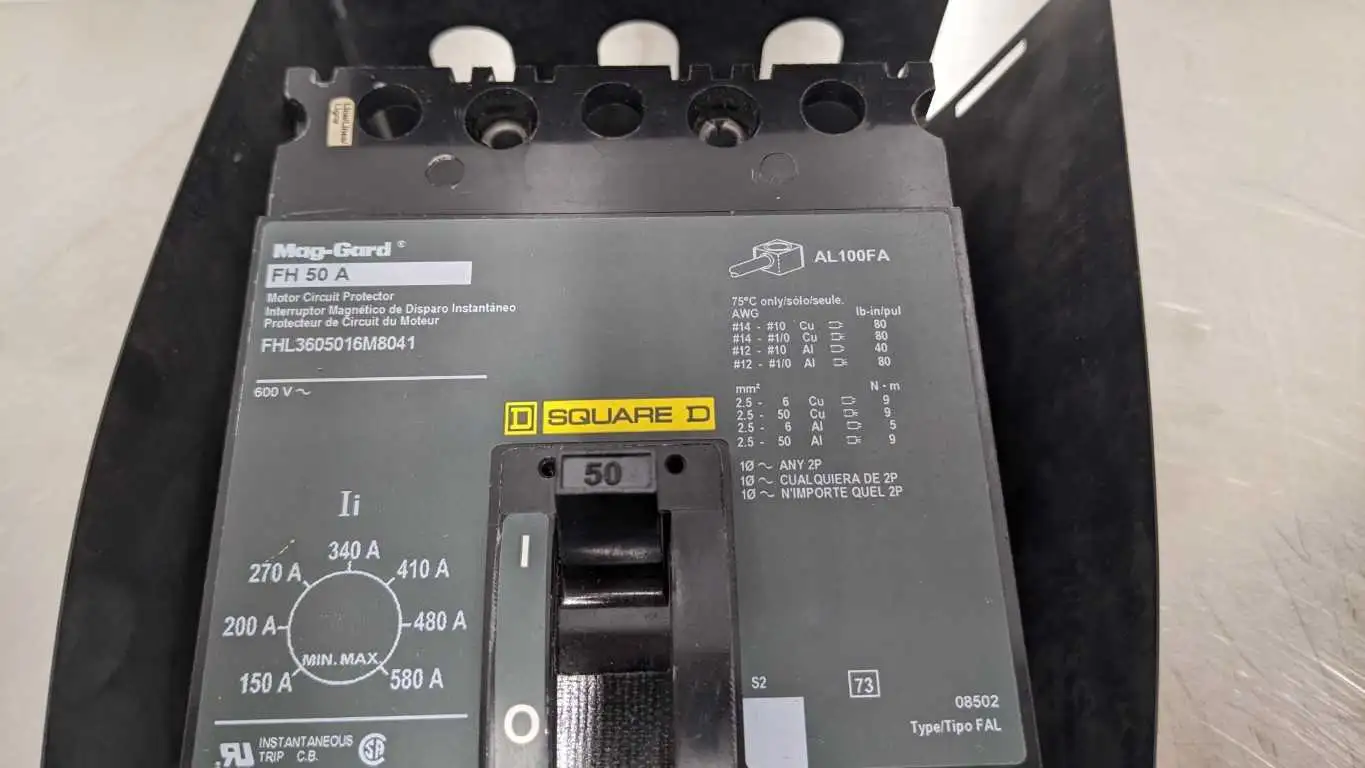 Line/Línea/
Ligne
Mag-Gard ®
FH 50 A
Motor Circuit Protector
Interruptor Magnético de Disparo Instantáneo
Protecteur de Circuit du Moteur
FHL3605016M8041
600 V ~
AL100FA
75°C only/sólo/seule.
AWG lb-in/pul
#14 - #10 Cu 80
#14 - #1/0 Cu 80
#12 - #10 Al 40
#12 - #1/0 Al 80
mm² N - m
2.5 - 6 Cu 9
2.5 - 50 Cu 9
2.5 - 6 Al 5
2.5 - 50 Al 9
1Ø ~ ANY 2P
1Ø ~ CUALQUIERA DE 2P
1Ø ~ N'IMPORTE QUEL 2P
D SQUARE D
50
I
O
Ii
340 A
270 A 410 A
200 A 480 A
MIN. MAX.
150 A 580 A
INSTANTANEOUS
TRIP C.B.
S2
73
08502
Type/Tipo FAL